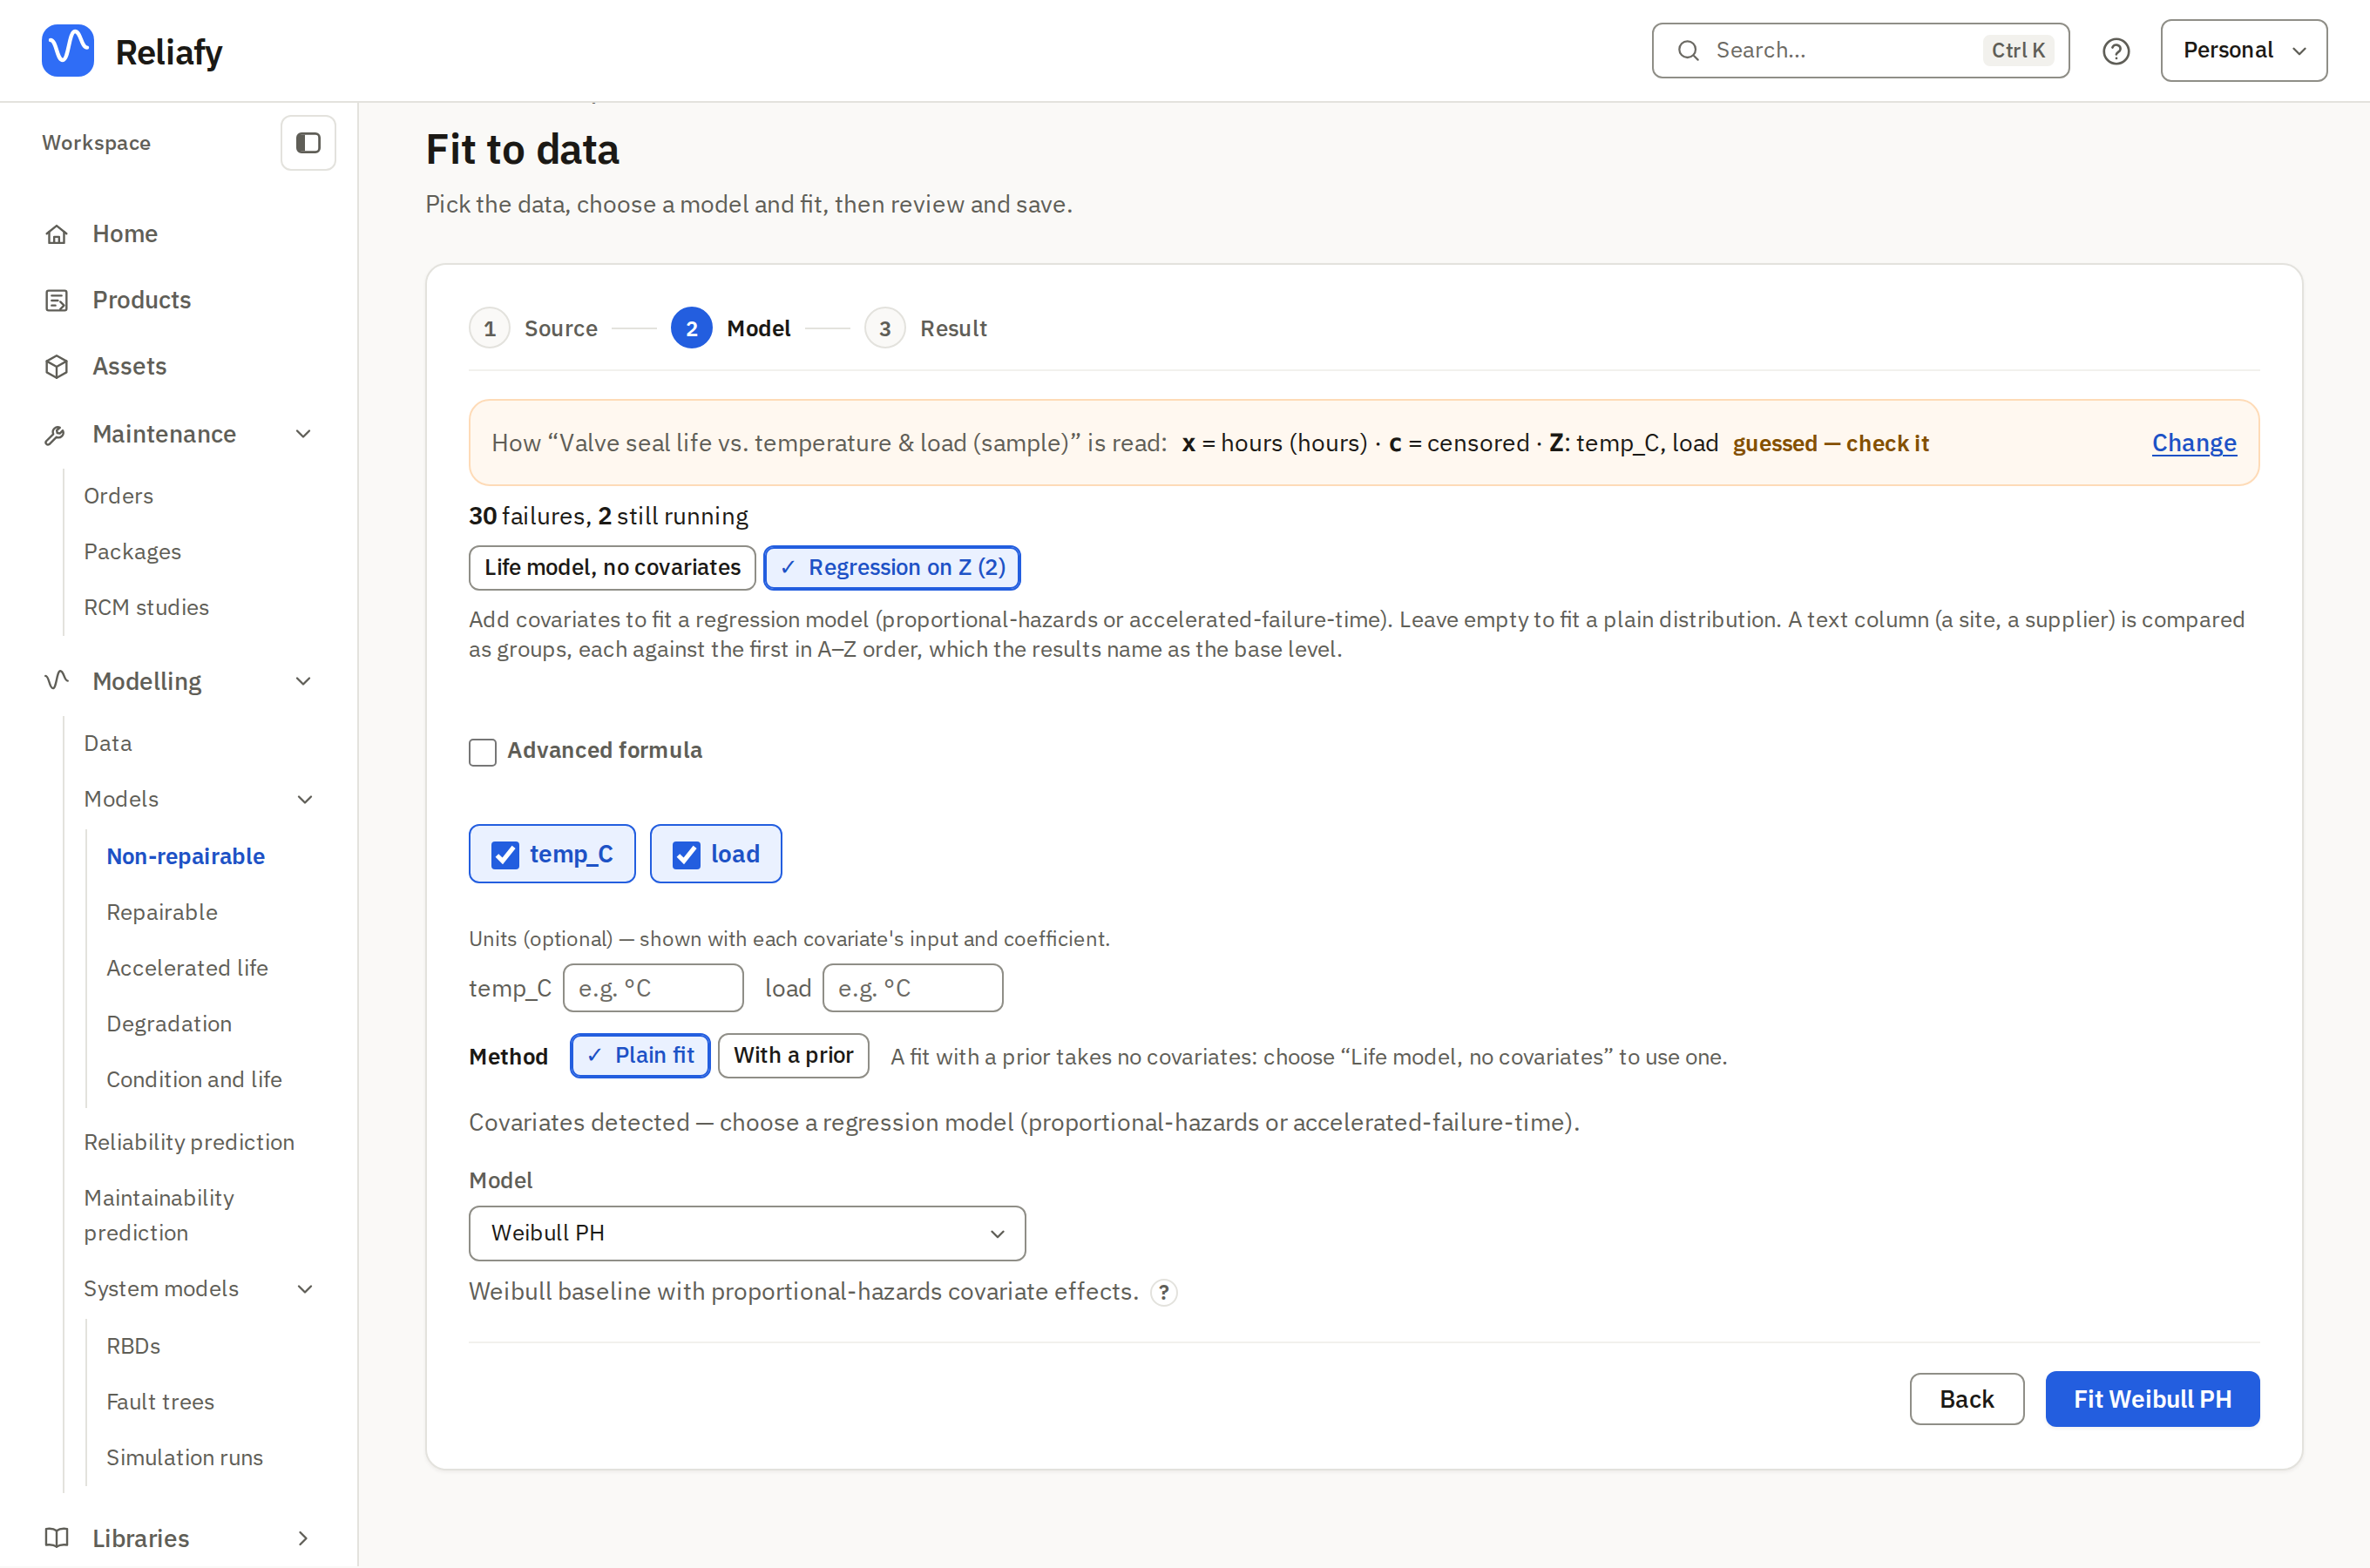 Reliafy
Search...
Ctrl K
Personal
Workspace
Home
Products
Assets
Maintenance
Orders
Packages
RCM studies
Modelling
Data
Models
Non-repairable
Repairable
Accelerated life
Degradation
Condition and life
Reliability prediction
Maintainability
prediction
System models
RBDs
Fault trees
Simulation runs
Libraries
Fit to data
Pick the data, choose a model and fit, then review and save.
1 Source
2 Model
3 Result
How “Valve seal life vs. temperature & load (sample)” is read: x = hours (hours) · c = censored · Z: temp_C, load guessed — check it Change
30 failures, 2 still running
Life model, no covariates ✓ Regression on Z (2)
Add covariates to fit a regression model (proportional-hazards or accelerated-failure-time). Leave empty to fit a plain distribution. A text column (a site, a supplier) is compared
as groups, each against the first in A–Z order, which the results name as the base level.
Advanced formula
temp_C load
Units (optional) — shown with each covariate's input and coefficient.
temp_C e.g. °C load e.g. °C
Method ✓ Plain fit With a prior A fit with a prior takes no covariates: choose “Life model, no covariates” to use one.
Covariates detected — choose a regression model (proportional-hazards or accelerated-failure-time).
Model
Weibull PH
Weibull baseline with proportional-hazards covariate effects. ?
Back Fit Weibull PH